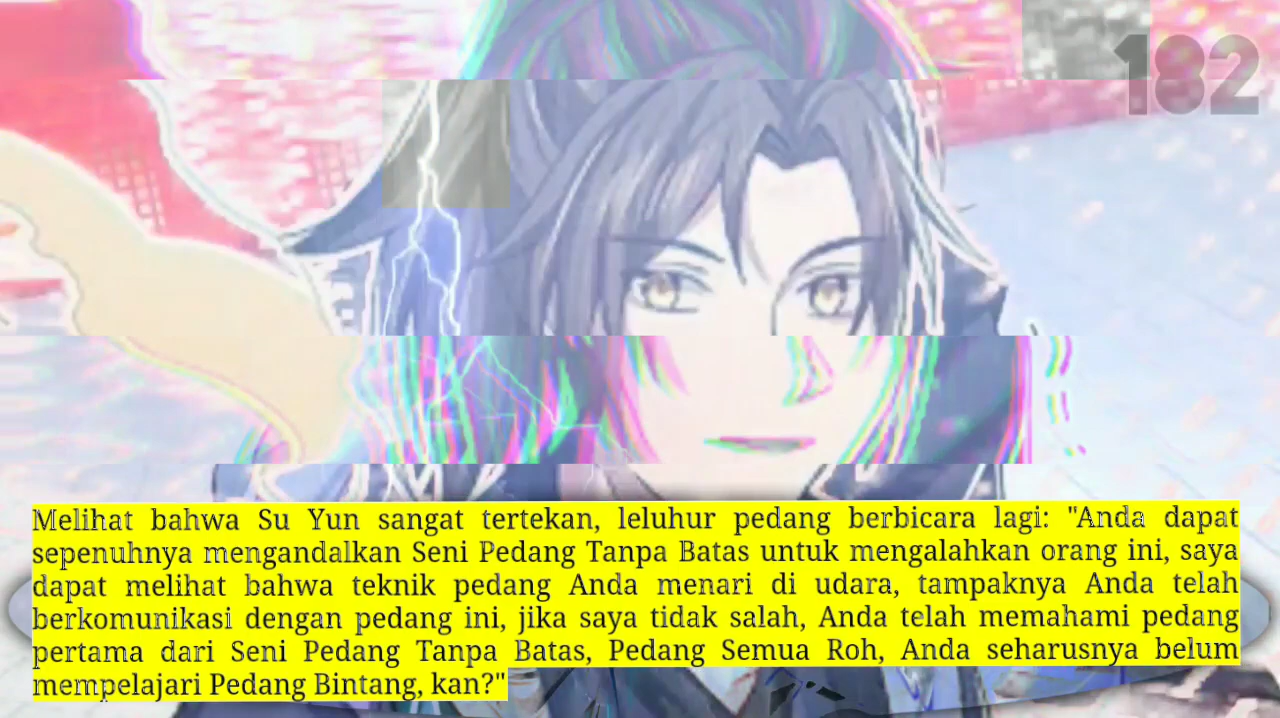 182
Melihat bahwa Su Yun sangat tertekan, leluhur pedang berbicara lagi: "Anda dapat
sepenuhnya mengandalkan Seni Pedang Tanpa Batas untuk mengalahkan orang ini, saya
dapat melihat bahwa teknik pedang Anda menari di udara, tampaknya Anda telah
berkomunikasi dengan pedang ini, jika saya tidak salah, Anda telah memahami pedang
pertama dari Seni Pedang Tanpa Batas, Pedang Semua Roh, Anda seharusnya belum
mempelajari Pedang Bintang, kan?"